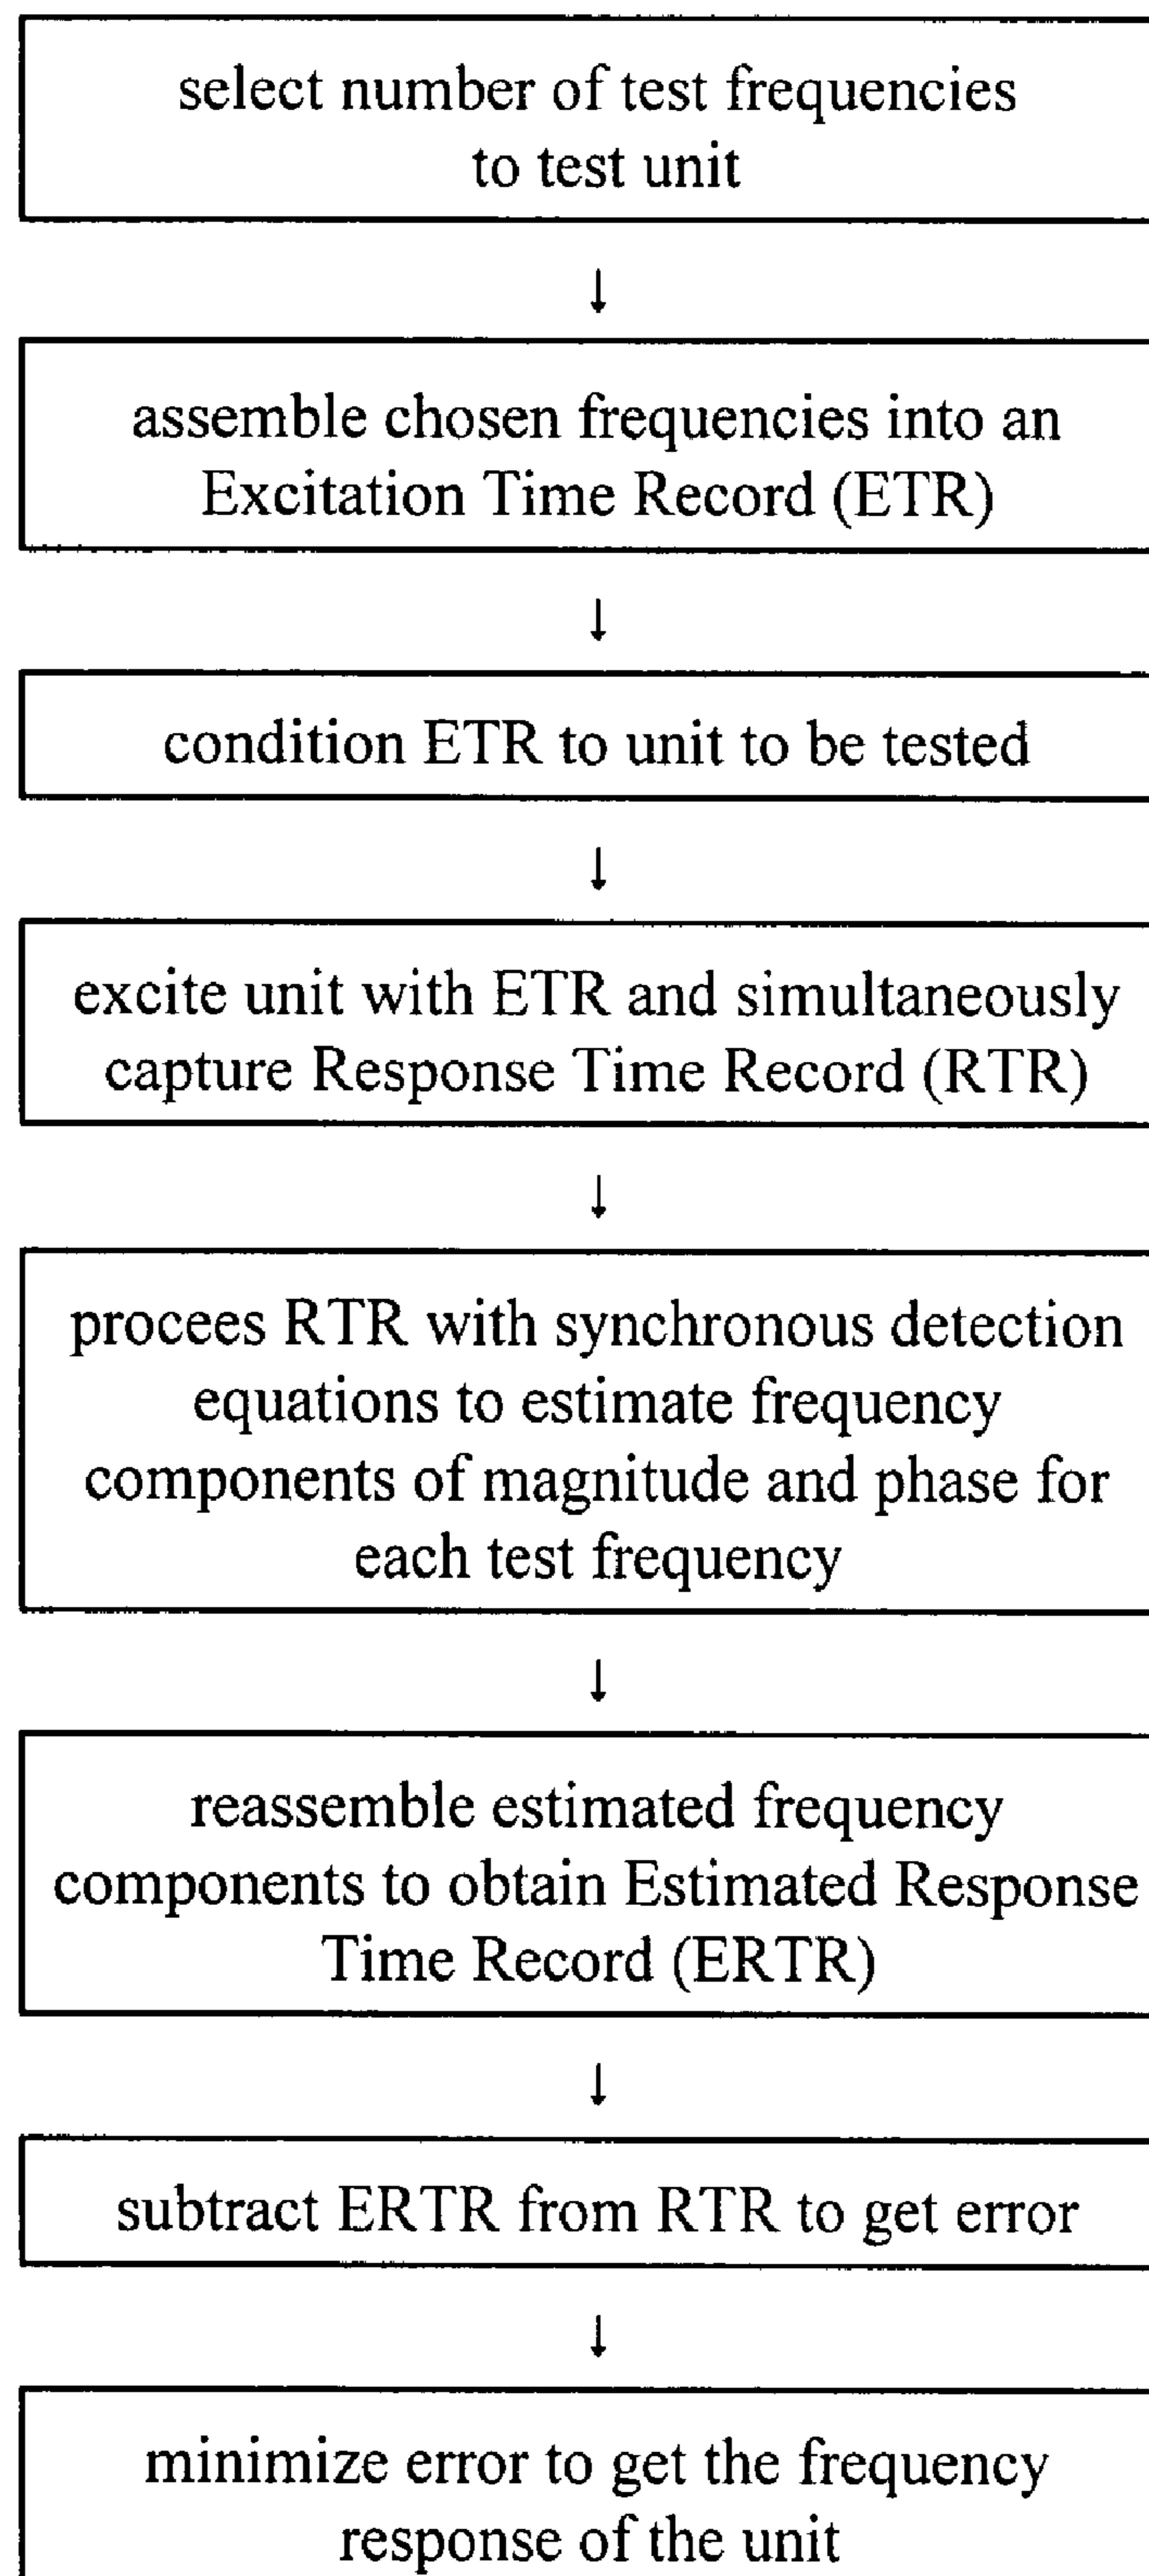 select number of test frequencies
to test unit
↓
assemble chosen frequencies into an
Excitation Time Record (ETR)
↓
condition ETR to unit to be tested
↓
excite unit with ETR and simultaneously
capture Response Time Record (RTR)
↓
procees RTR with synchronous detection
equations to estimate frequency
components of magnitude and phase for
each test frequency
↓
reassemble estimated frequency
components to obtain Estimated Response
Time Record (ERTR)
↓
subtract ERTR from RTR to get error
↓
minimize error to get the frequency
response of the unit